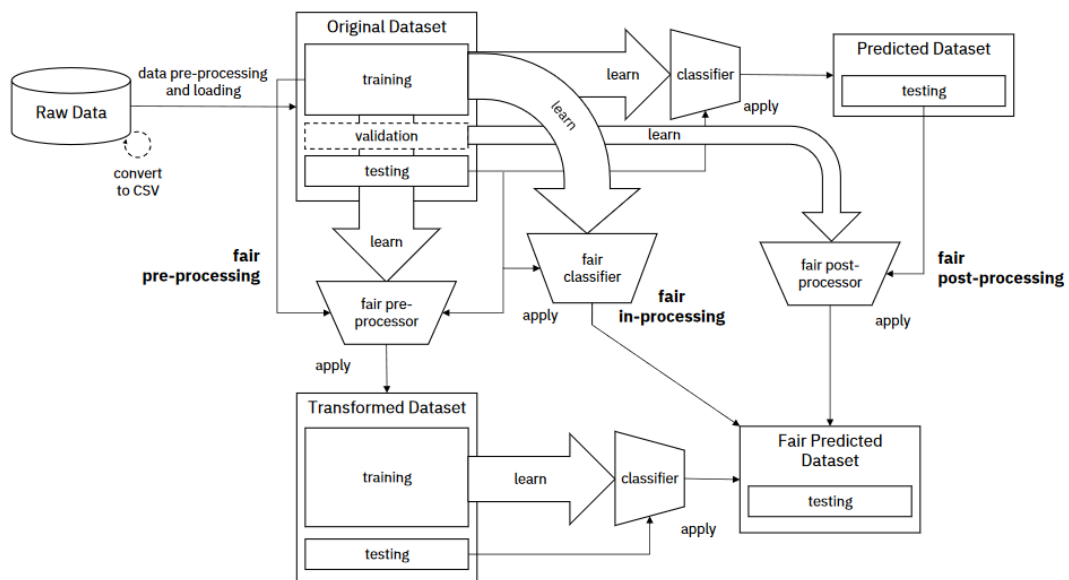 Original Dataset
training
validation
testing
data pre-processing
and loading
Raw Data
convert
to CSV
learn
classifier
apply
Predicted Dataset
testing
learn
learn
learn
fair
pre-processing
fair pre-
processor
apply
fair
classifier
apply
fair
in-processing
fair post-
processor
apply
fair
post-processing
Transformed Dataset
training
testing
learn
classifier
apply
Fair Predicted
Dataset
testing